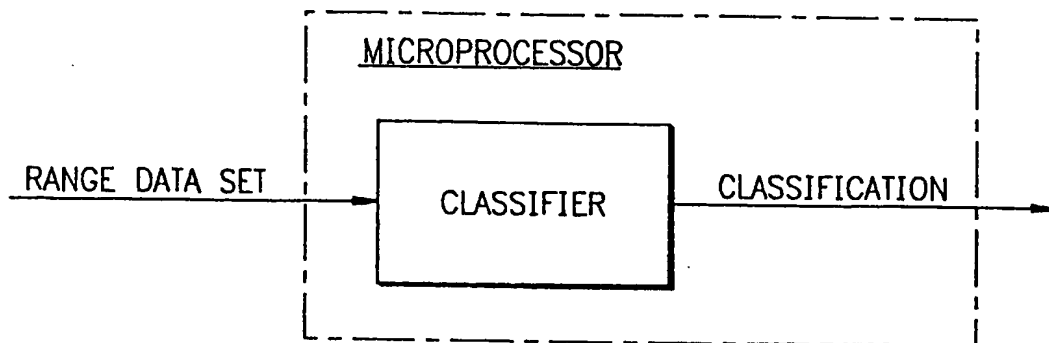 MICROPROCESSOR
RANGE DATA SET
CLASSIFIER
CLASSIFICATION